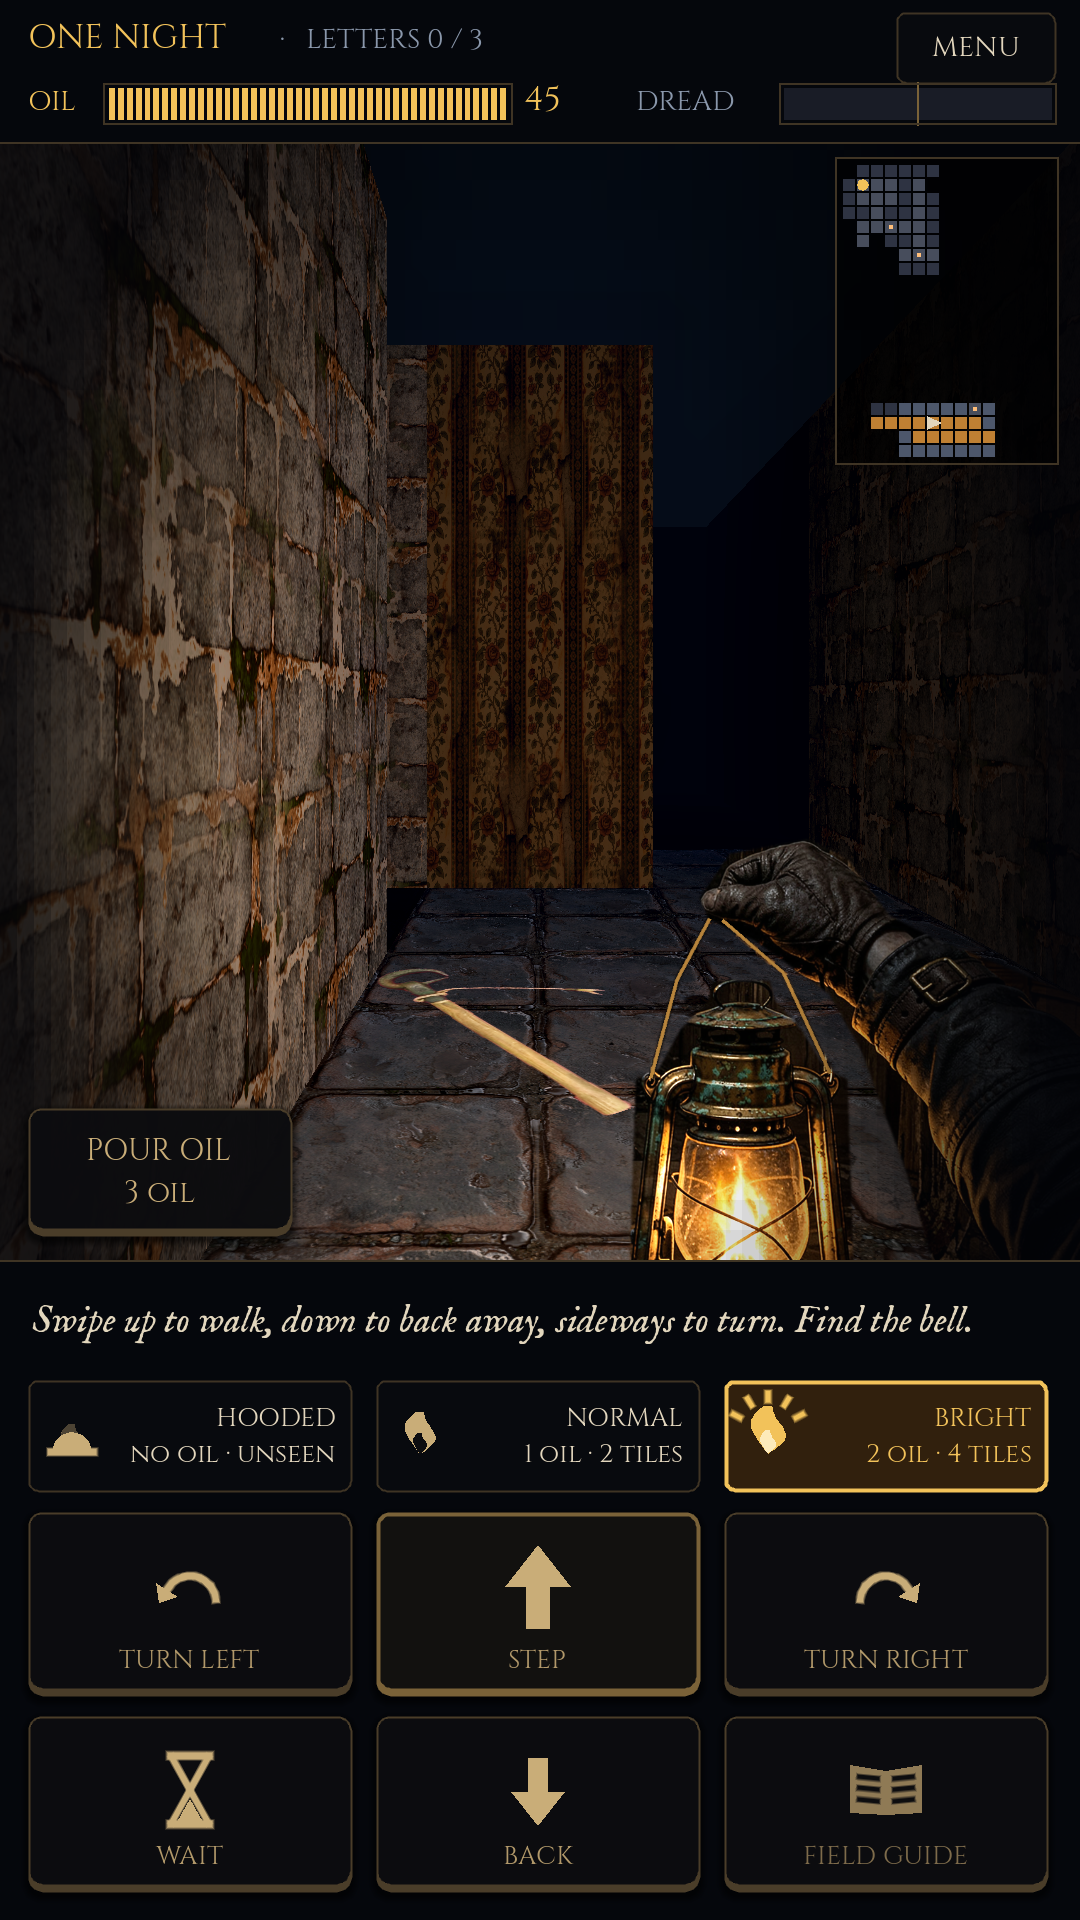 ONE NIGHT · LETTERS 0 / 3
MENU
OIL 45 DREAD
POUR OIL
3 OIL
Swipe up to walk, down to back away, sideways to turn. Find the bell.
HOODED
NO OIL · UNSEEN
NORMAL
1 OIL · 2 TILES
BRIGHT
2 OIL · 4 TILES
TURN LEFT
STEP
TURN RIGHT
WAIT
BACK
FIELD GUIDE